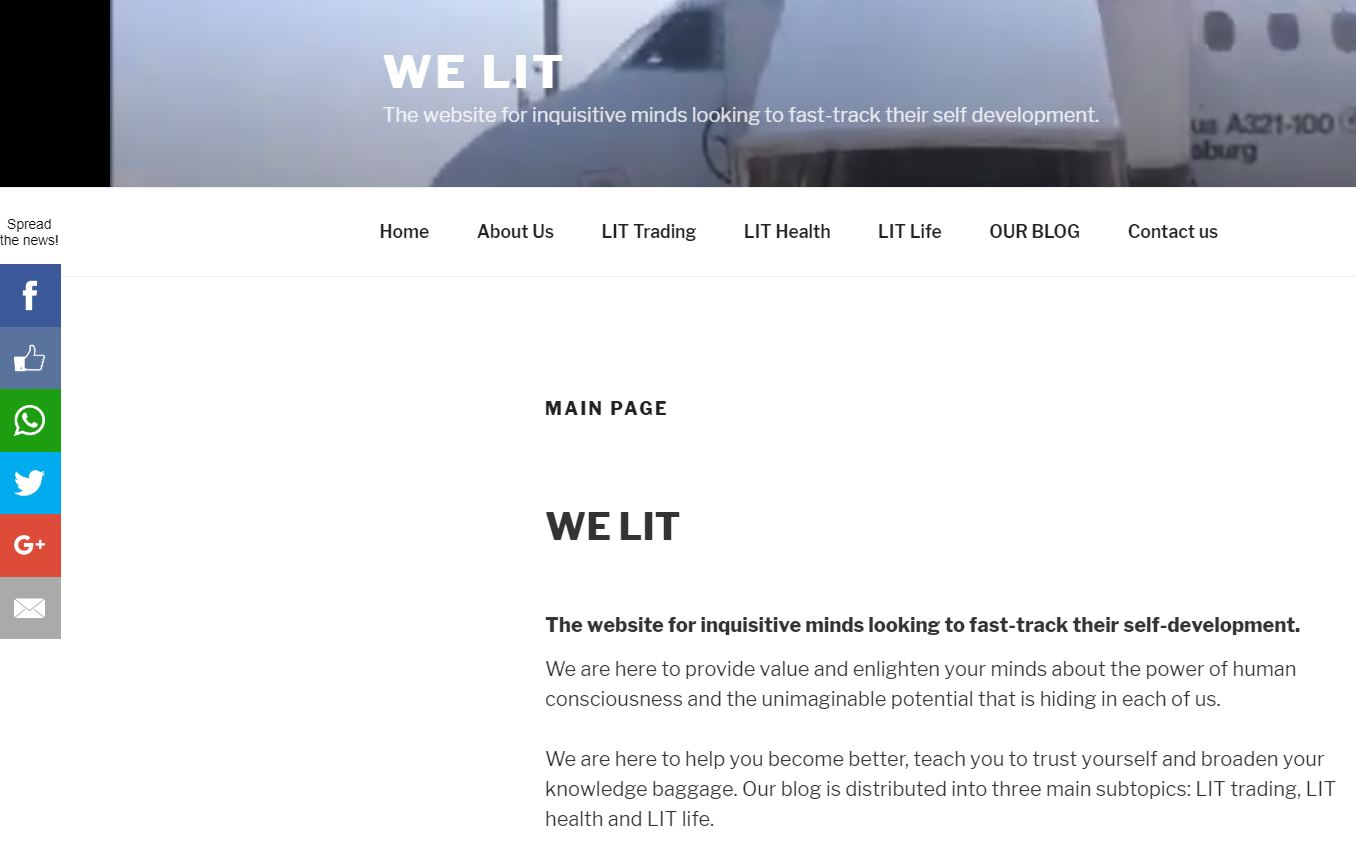 WE LIT
The website for inquisitive minds looking to fast-track their self development.
us A321-100
sburg
Spread
the news!
Home About Us LIT Trading LIT Health LIT Life OUR BLOG Contact us
MAIN PAGE
WE LIT
The website for inquisitive minds looking to fast-track their self-development.
We are here to provide value and enlighten your minds about the power of human
consciousness and the unimaginable potential that is hiding in each of us.
We are here to help you become better, teach you to trust yourself and broaden your
knowledge baggage. Our blog is distributed into three main subtopics: LIT trading, LIT
health and LIT life.